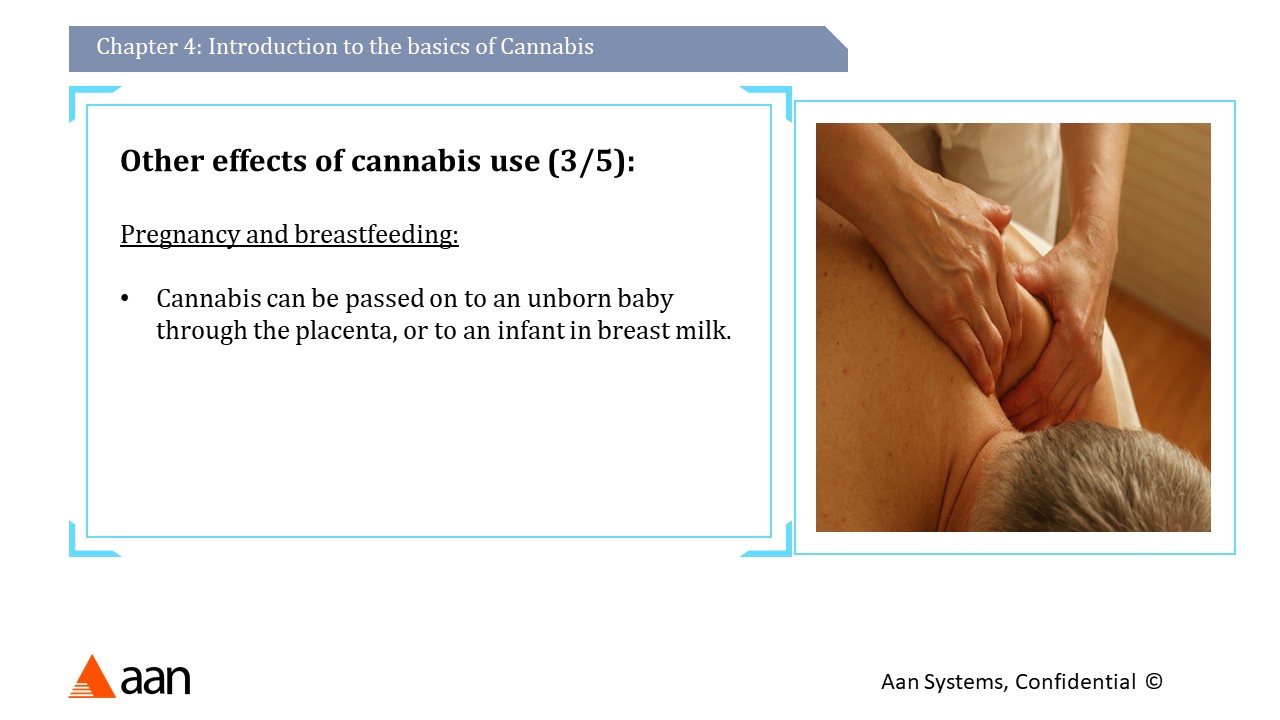 Chapter 4: Introduction to the basics of Cannabis
Other effects of cannabis use (3/5):
Pregnancy and breastfeeding:
• Cannabis can be passed on to an unborn baby
through the placenta, or to an infant in breast milk.
aan
Aan Systems, Confidential ©